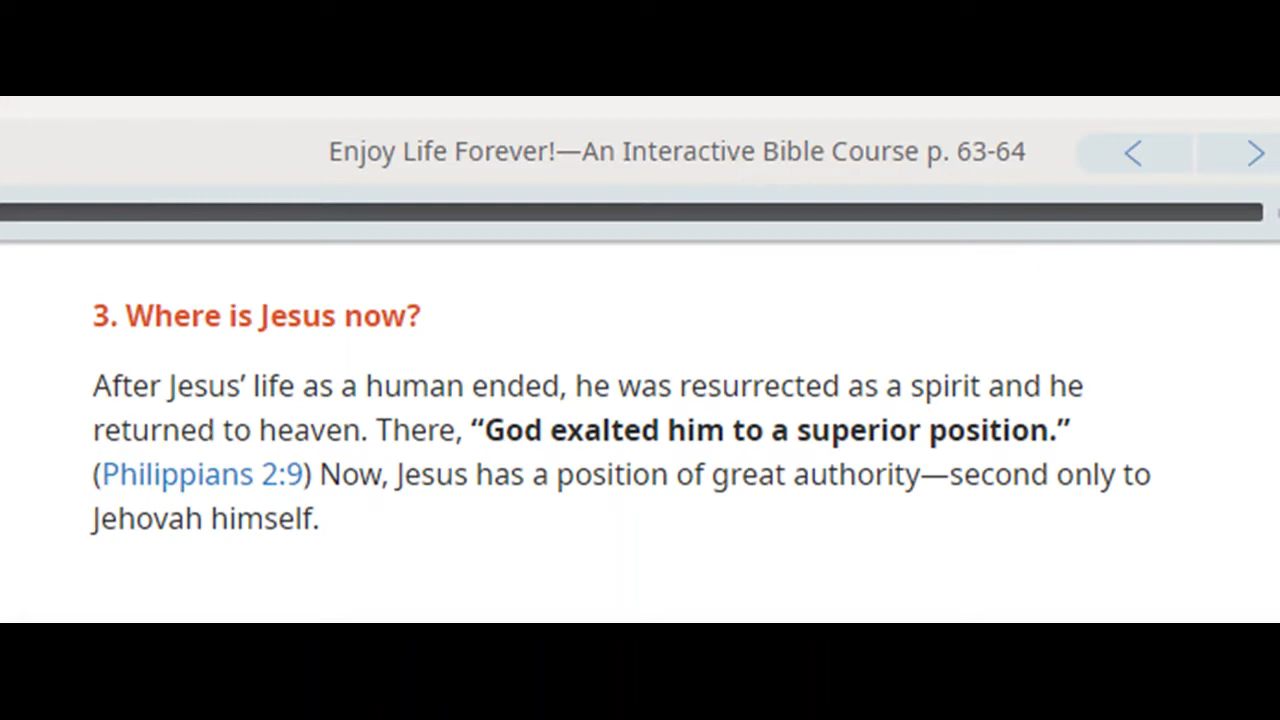 Enjoy Life Forever!—An Interactive Bible Course p. 63-64
3. Where is Jesus now?
After Jesus’ life as a human ended, he was resurrected as a spirit and he
returned to heaven. There, “God exalted him to a superior position.”
(Philippians 2:9) Now, Jesus has a position of great authority—second only to
Jehovah himself.